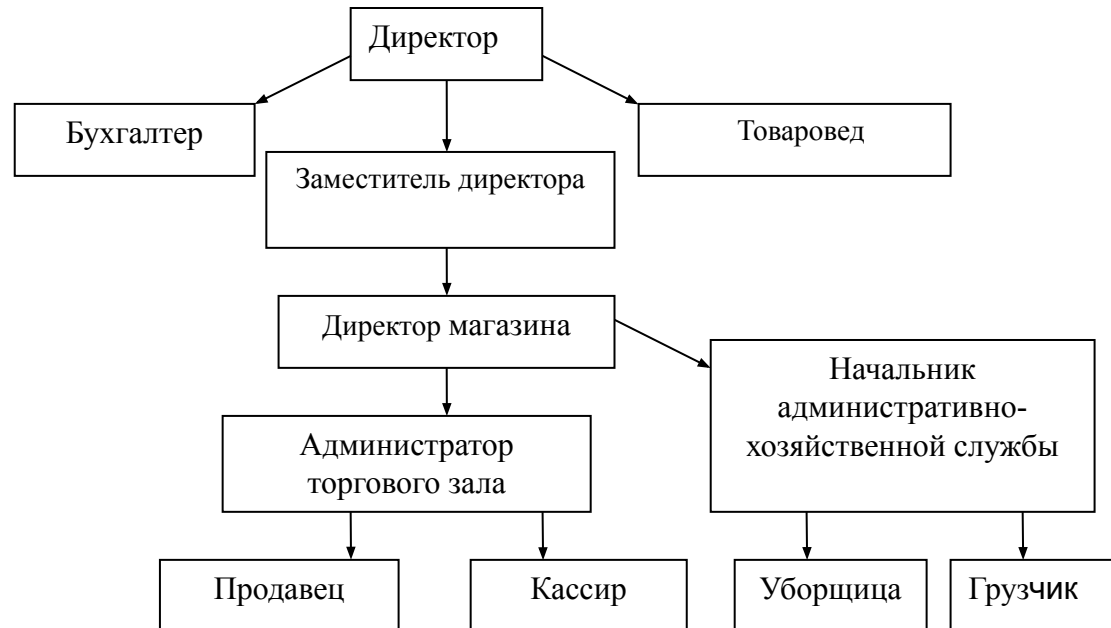 Директор
Бухгалтер
Товаровед
Заместитель директора
Директор магазина
Начальник
административно-
хозяйственной службы
Администратор
торгового зала
Продавец
Кассир
Уборщица
Грузчик